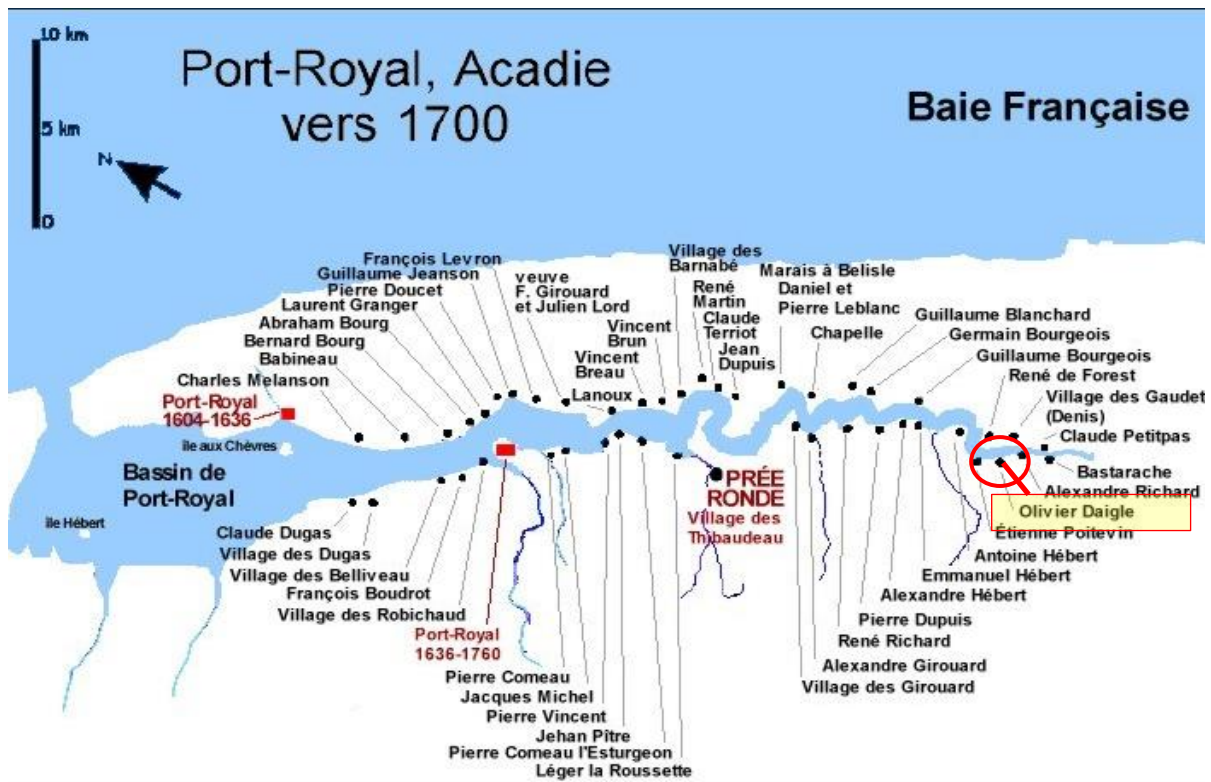 10 km
5 km
0
N
Port-Royal, Acadie
vers 1700
Baie Française
François Levron
Guillaume Jeanson
Pierre Doucet
Laurent Granger
Abraham Bourg
Bernard Bourg
Babineau
Charles Melanson
Port-Royal
1604-1636
veuve
F. Girouard
et Julien Lord
Vincent
Brun
Vincent
Breau
Lanoux
Village des
Barnabé
René
Martin
Claude
Terriot
Jean
Dupuis
Marais à Belisle
Daniel et
Pierre Leblanc
Chapelle
Guillaume Blanchard
Germain Bourgeois
Guillaume Bourgeois
René de Forest
Village des Gaudet
(Denis)
Claude Petitpas
Bastarache
Alexandre Richard
Olivier Daigle
Étienne Poitevin
Antoine Hébert
Emmanuel Hébert
Alexandre Hébert
Pierre Dupuis
René Richard
Alexandre Girouard
Village des Girouard
île aux Chèvres
Bassin de
Port-Royal
île Hébert
PRÉE
RONDE
Village des
Thibaudeau
Claude Dugas
Village des Dugas
Village des Belliveau
François Boudrot
Village des Robichaud
Port-Royal
1636-1760
Pierre Comeau
Jacques Michel
Pierre Vincent
Jehan Pître
Pierre Comeau l'Esturgeon
Léger la Roussette